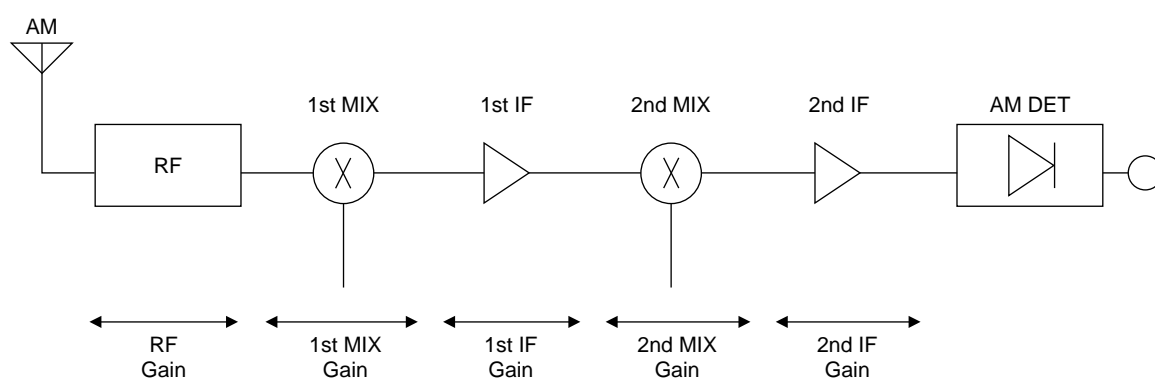 AM
1st MIX
1st IF
2nd MIX
2nd IF
AM DET
RF
RF
Gain
1st MIX
Gain
1st IF
Gain
2nd MIX
Gain
2nd IF
Gain